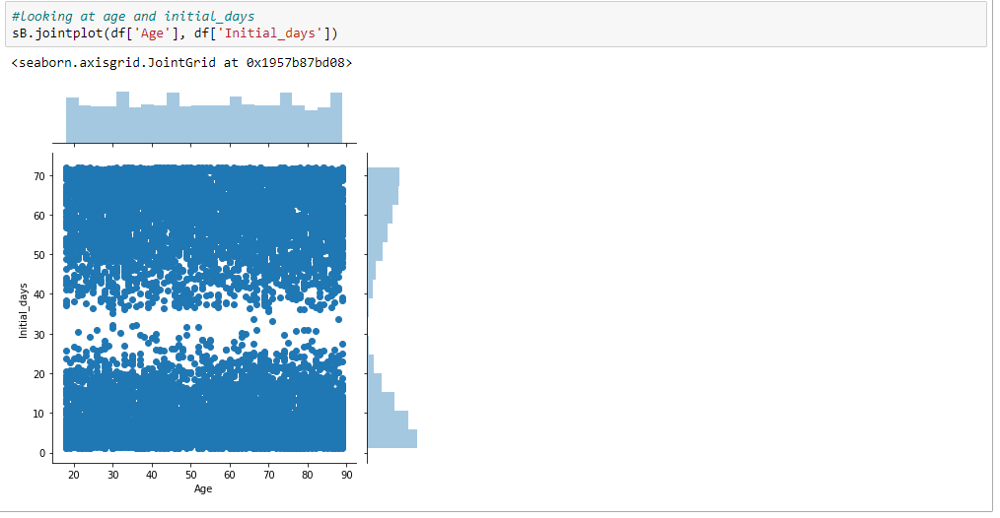 #looking at age and initial_days
sB.jointplot(df['Age'], df['Initial_days'])
<seaborn.axisgrid.JointGrid at 0x1957b87bd08>
70
60
50
40
30
20
10
0
Initial_days
20 30 40 50 60 70 80 90
Age